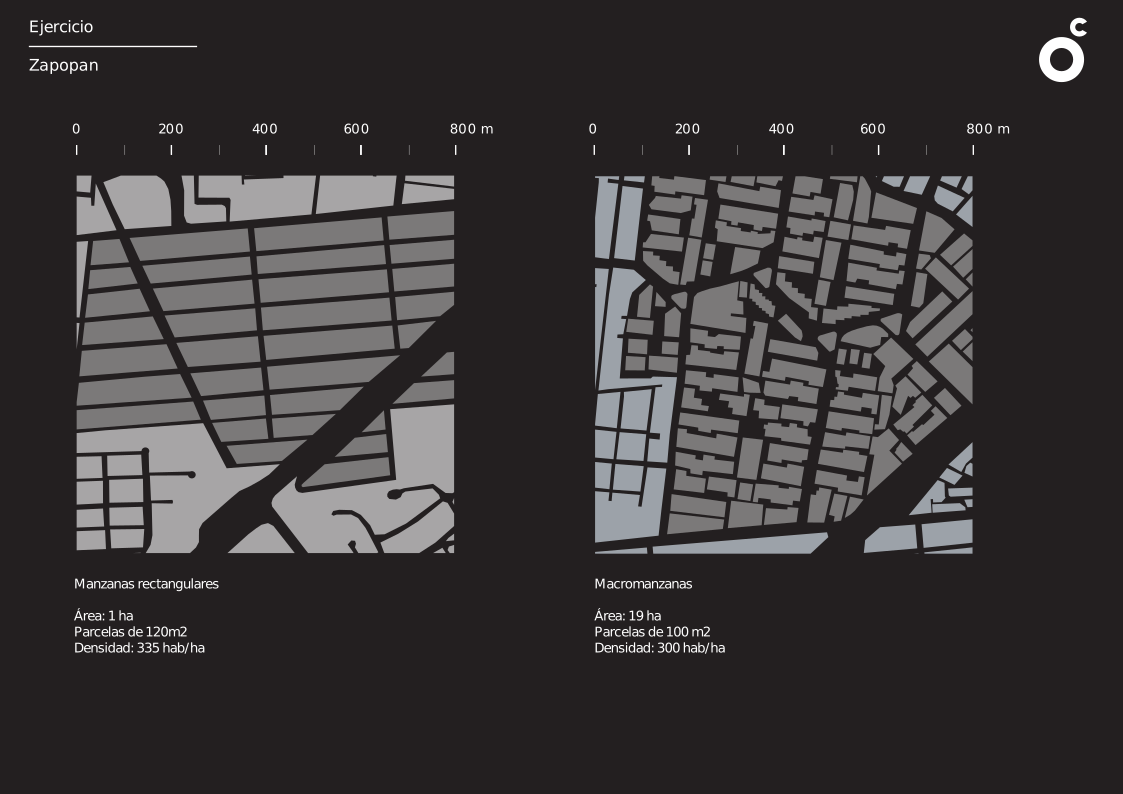 Ejercicio
Zapopan
0 200 400 600 800 m
0 200 400 600 800 m
Manzanas rectangulares
Área: 1 ha
Parcelas de 120m2
Densidad: 335 hab/ha
Macromanzanas
Área: 19 ha
Parcelas de 100 m2
Densidad: 300 hab/ha